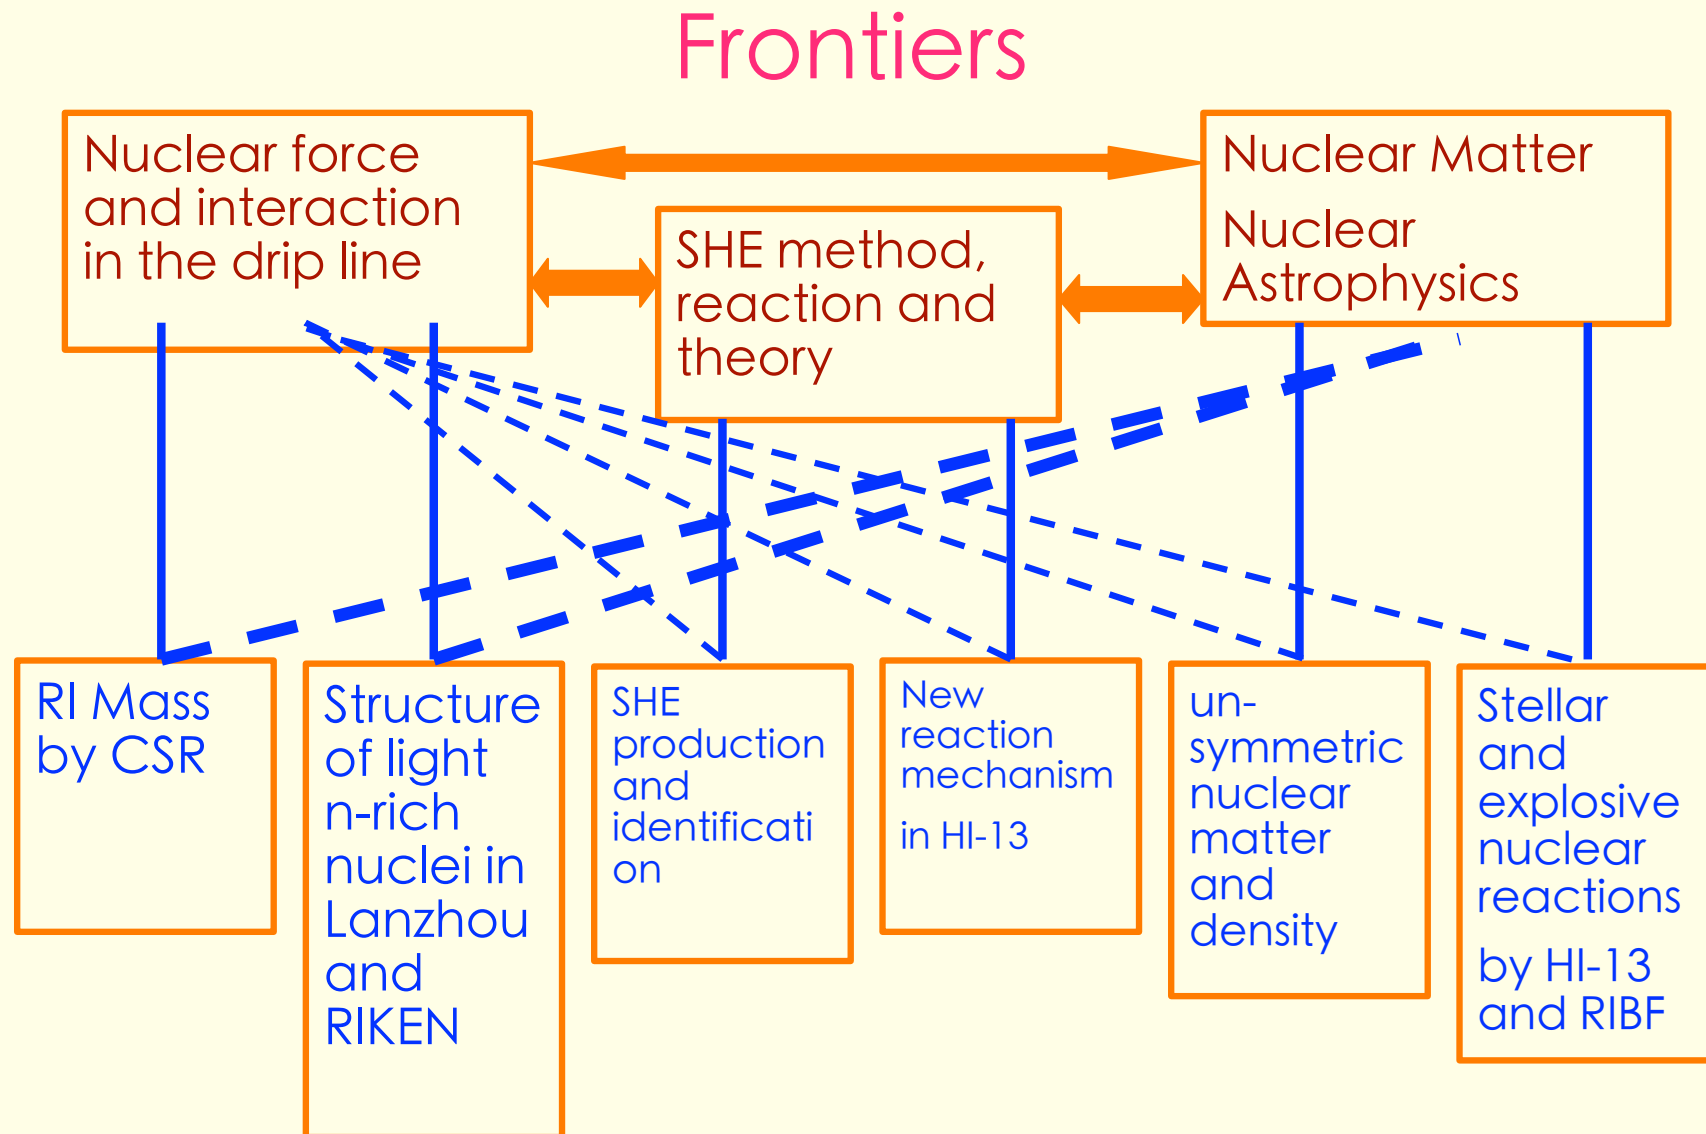 Frontiers
Nuclear force
and interaction
in the drip line
SHE method,
reaction and
theory
Nuclear Matter
Nuclear
Astrophysics
RI Mass
by CSR
Structure
of light
n-rich
nuclei in
Lanzhou
and
RIKEN
SHE
production
and
identificati
on
New
reaction
mechanism
in HI-13
un-
symmetric
nuclear
matter
and
density
Stellar
and
explosive
nuclear
reactions
by HI-13
and RIBF